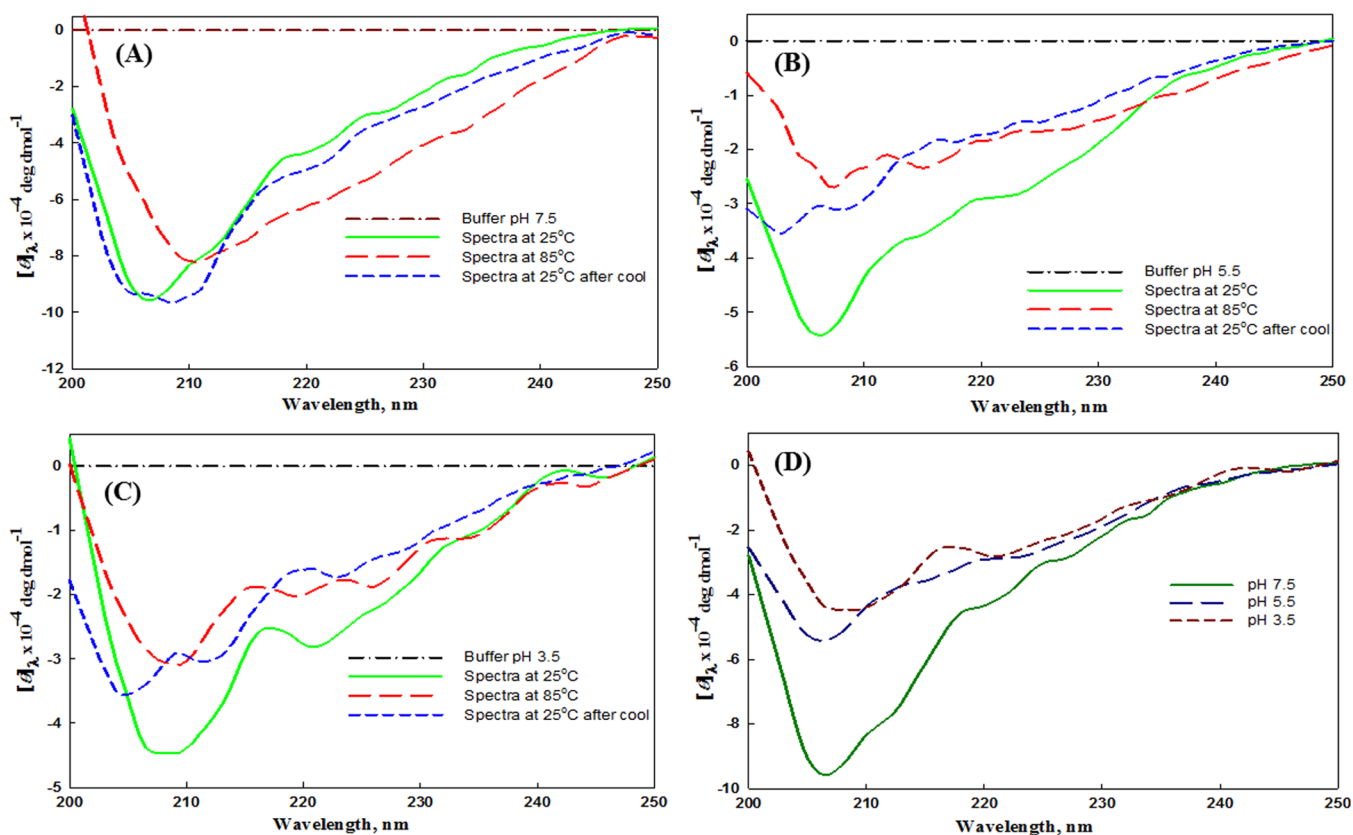 (A)
[θ]λ x 10⁻⁴ deg dmol⁻¹
0
-2
-4
-6
-8
-10
-12
Buffer pH 7.5
Spectra at 25°C
Spectra at 85°C
Spectra at 25°C after cool
200 210 220 230 240 250
Wavelength, nm
(B)
[θ]λ x 10⁻⁴ deg dmol⁻¹
0
-1
-2
-3
-4
-5
-6
Buffer pH 5.5
Spectra at 25°C
Spectra at 85°C
Spectra at 25°C after cool
200 210 220 230 240 250
Wavelength, nm
(C)
[θ]λ x 10⁻⁴ deg dmol⁻¹
0
-1
-2
-3
-4
-5
Buffer pH 3.5
Spectra at 25°C
Spectra at 85°C
Spectra at 25°C after cool
200 210 220 230 240 250
Wavelength, nm
(D)
[θ]λ x 10⁻⁴ deg dmol⁻¹
0
-2
-4
-6
-8
-10
pH 7.5
pH 5.5
pH 3.5
200 210 220 230 240 250
Wavelength, nm